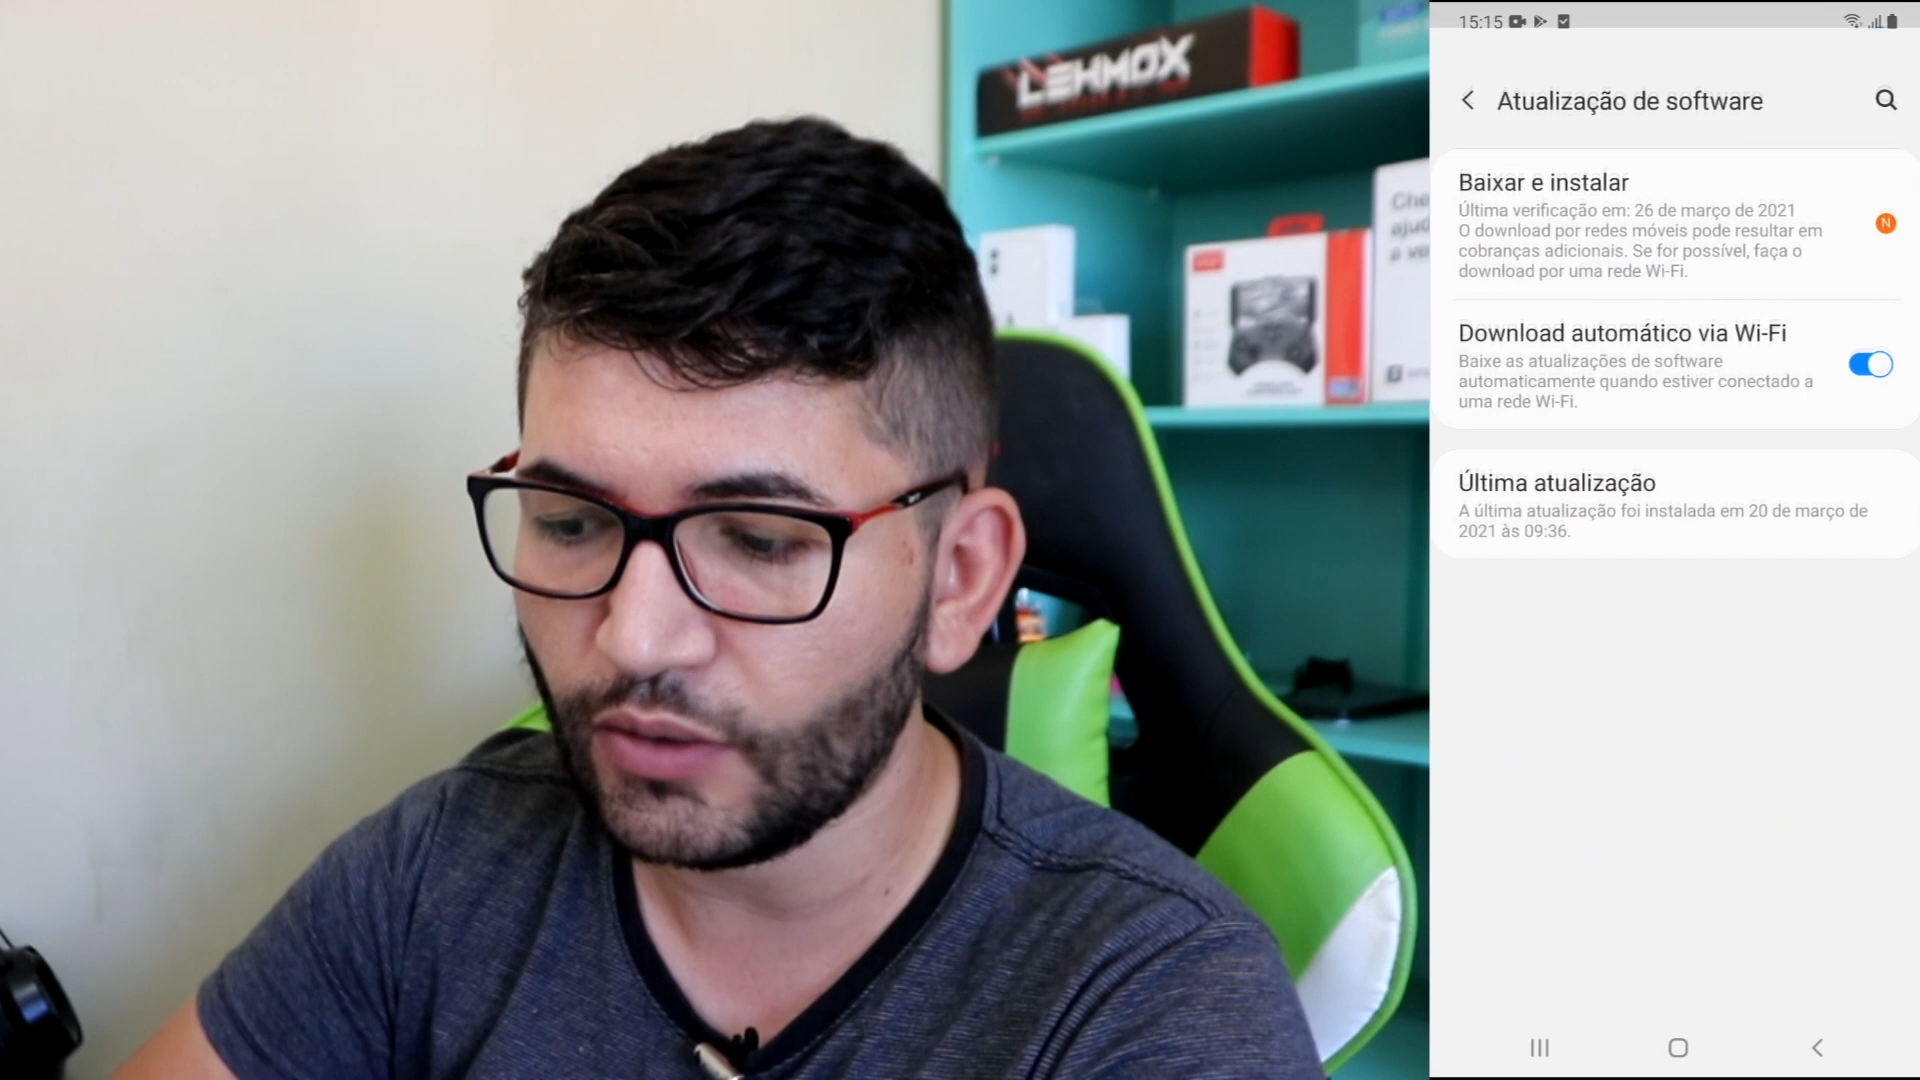 LEHMOX
Che
ajud
a ve
15:15
Atualização de software
Baixar e instalar
Última verificação em: 26 de março de 2021
O download por redes móveis pode resultar em
cobranças adicionais. Se for possível, faça o
download por uma rede Wi-Fi.
N
Download automático via Wi-Fi
Baixe as atualizações de software
automaticamente quando estiver conectado a
uma rede Wi-Fi.
Última atualização
A última atualização foi instalada em 20 de março de
2021 às 09:36.